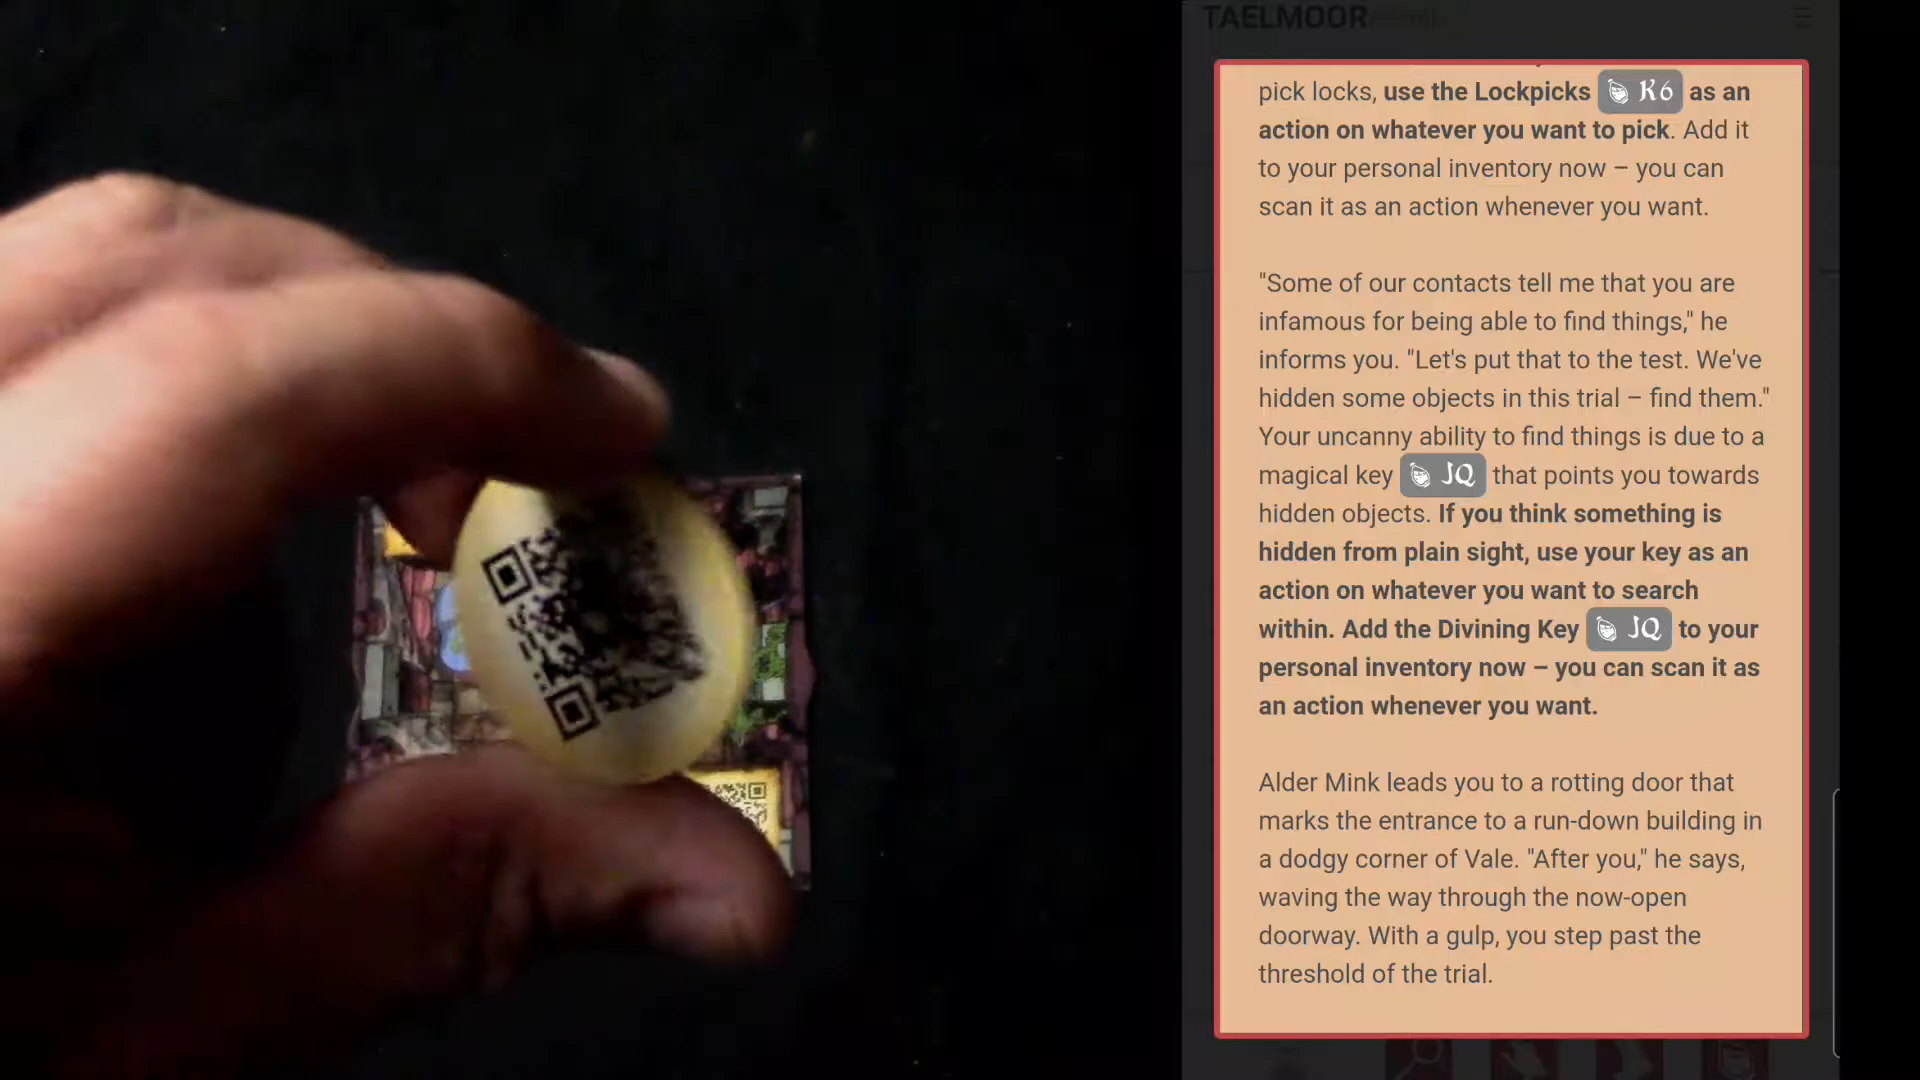 TAELMOOR
pick locks, use the Lockpicks K6 as an
action on whatever you want to pick. Add it
to your personal inventory now – you can
scan it as an action whenever you want.
"Some of our contacts tell me that you are
infamous for being able to find things," he
informs you. "Let's put that to the test. We've
hidden some objects in this trial – find them."
Your uncanny ability to find things is due to a
magical key JQ that points you towards
hidden objects. If you think something is
hidden from plain sight, use your key as an
action on whatever you want to search
within. Add the Divining Key JQ to your
personal inventory now – you can scan it as
an action whenever you want.
Alder Mink leads you to a rotting door that
marks the entrance to a run-down building in
a dodgy corner of Vale. "After you," he says,
waving the way through the now-open
doorway. With a gulp, you step past the
threshold of the trial.